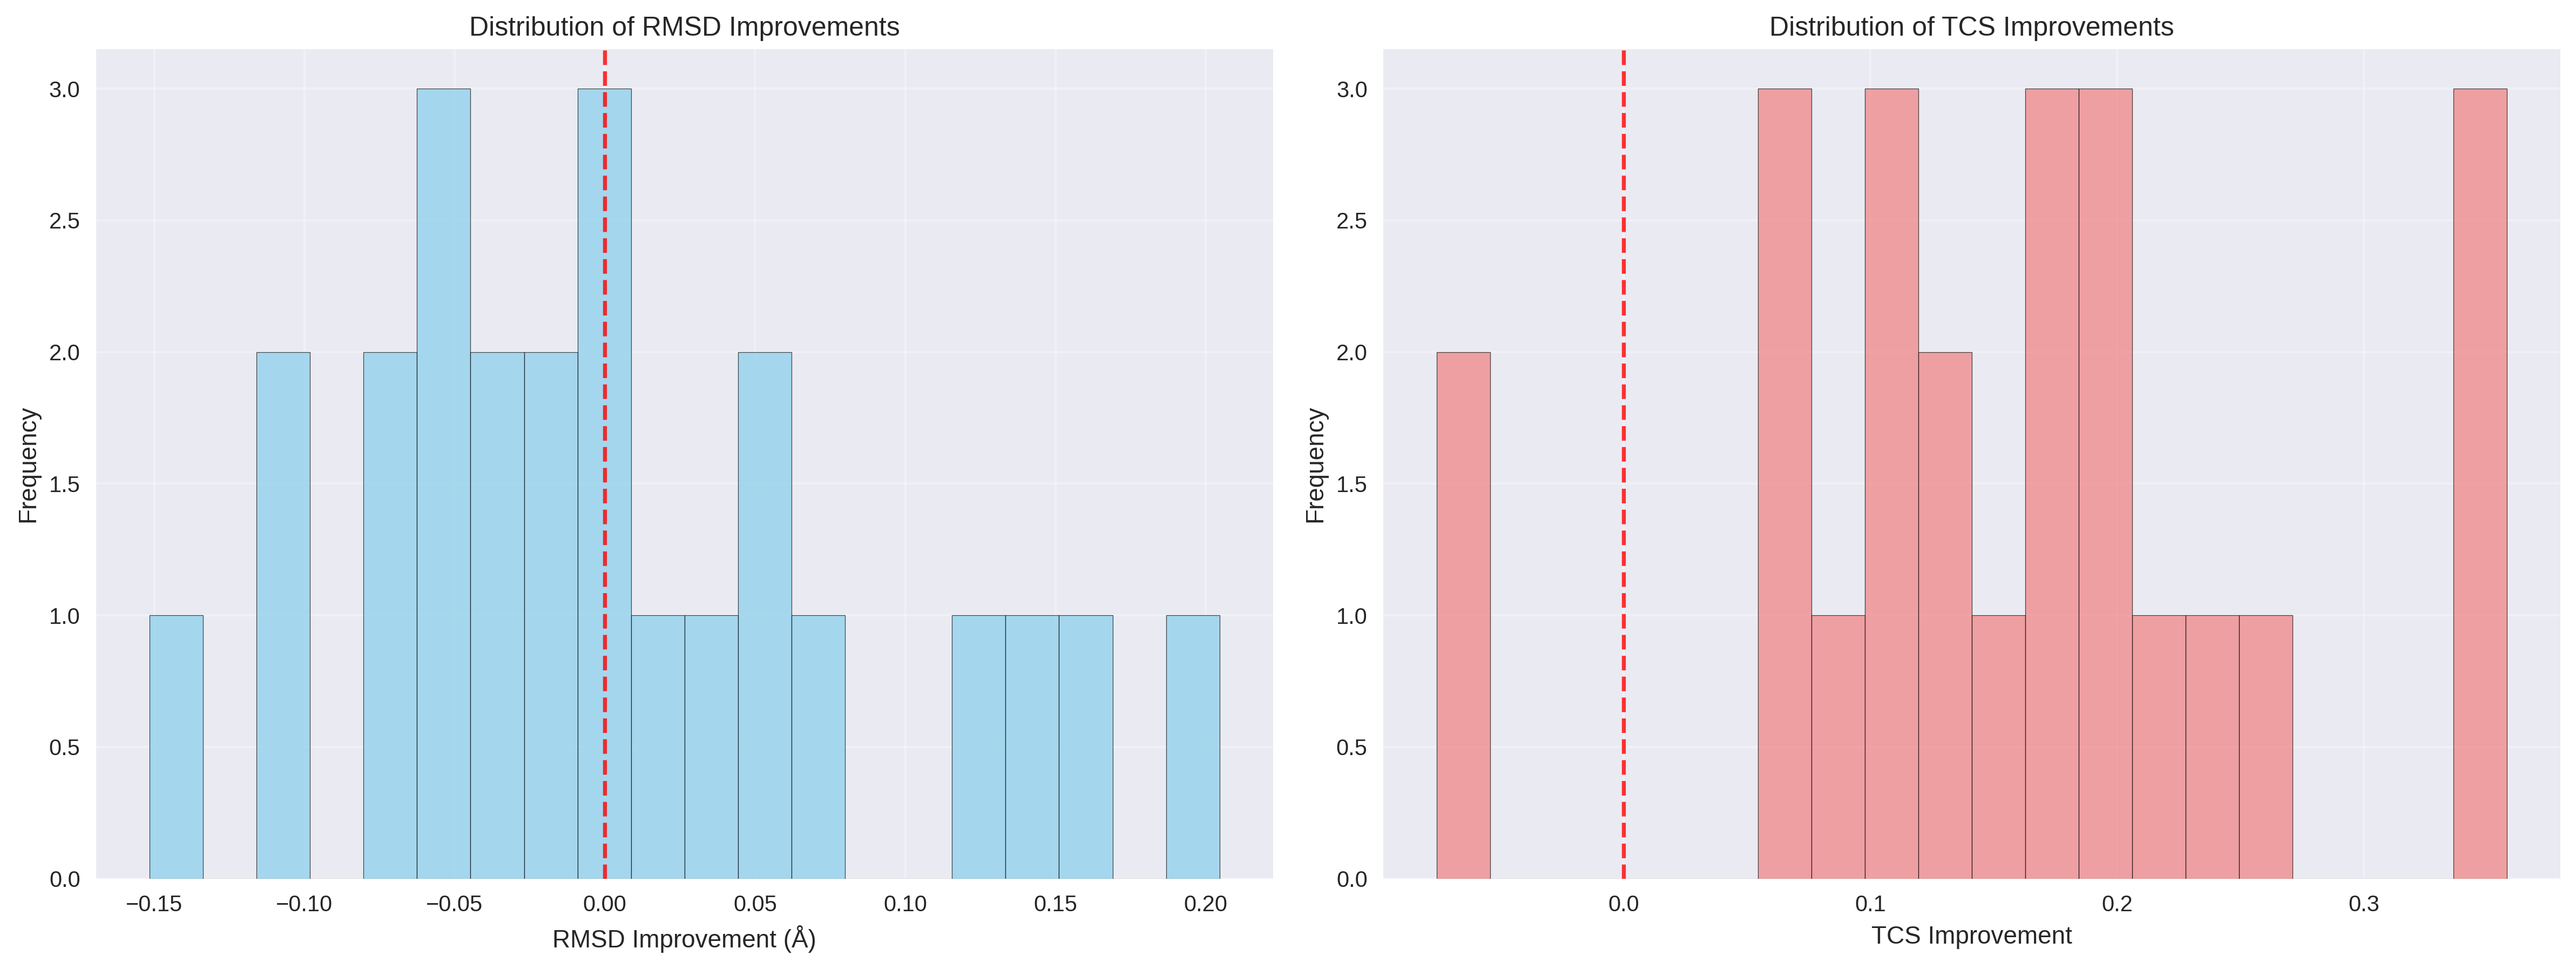 Distribution of RMSD Improvements
3.0
2.5
2.0
1.5
1.0
0.5
0.0
Frequency
−0.15 −0.10 −0.05 0.00 0.05 0.10 0.15 0.20
RMSD Improvement (Å)
Distribution of TCS Improvements
3.0
2.5
2.0
1.5
1.0
0.5
0.0
Frequency
0.0 0.1 0.2 0.3
TCS Improvement